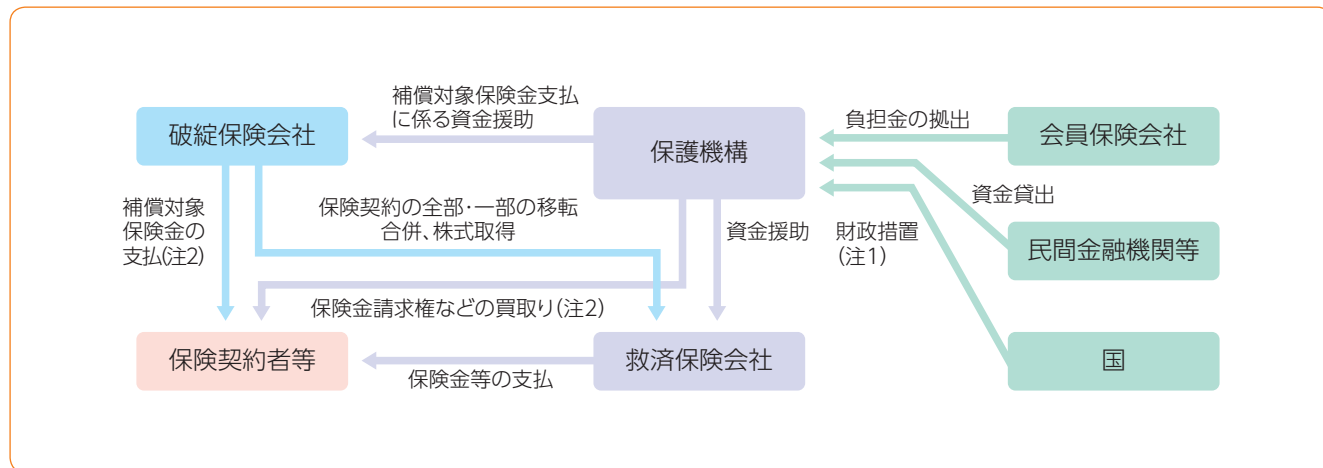 補償対象保険金支払
に係る資金援助
破綻保険会社
保護機構
負担金の拠出
会員保険会社
補償対象
保険金の
支払(注2)
保険契約の全部・一部の移転
合併、株式取得
資金援助
財政措置
(注1)
資金貸出
民間金融機関等
保険金請求権などの買取り(注2)
保険契約者等
保険金等の支払
救済保険会社
国